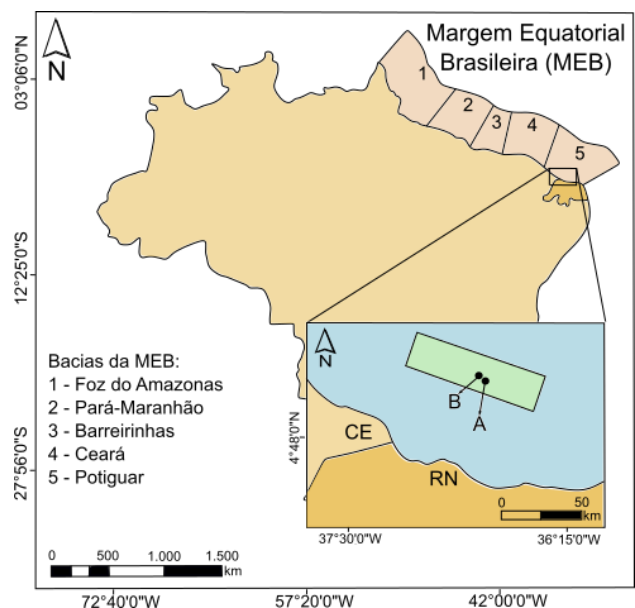 Margem Equatorial
Brasileira (MEB)
N
03°06'0"N
12°25'0"S
27°56'0"S
1
2
3
4
5
Bacias da MEB:
1 - Foz do Amazonas
2 - Pará-Maranhão
3 - Barreirinhas
4 - Ceará
5 - Potiguar
N
B
A
CE
RN
4°48'0"N
0 50
km
37°30'0"W 36°15'0"W
0 500 1.000 1.500
km
72°40'0"W 57°20'0"W 42°00'0"W